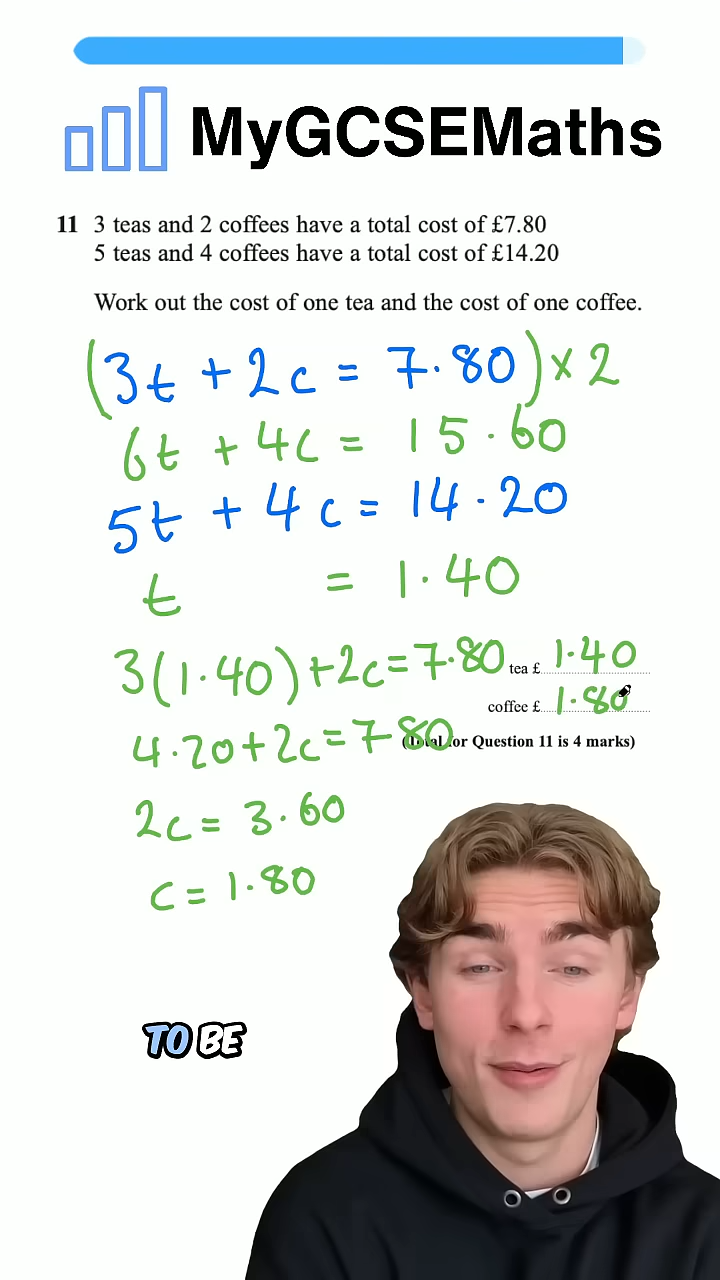 MyGCSEMaths
11 3 teas and 2 coffees have a total cost of £7.80
5 teas and 4 coffees have a total cost of £14.20
Work out the cost of one tea and the cost of one coffee.
(3t + 2c = 7.80) × 2
6t + 4c = 15.60
5t + 4c = 14.20
t = 1.40
3(1.40) + 2c = 7.80
tea £ 1.40
coffee £ 1.80
4.20 + 2c = 7.80
(Total for Question 11 is 4 marks)
2c = 3.60
c = 1.80
TO BE